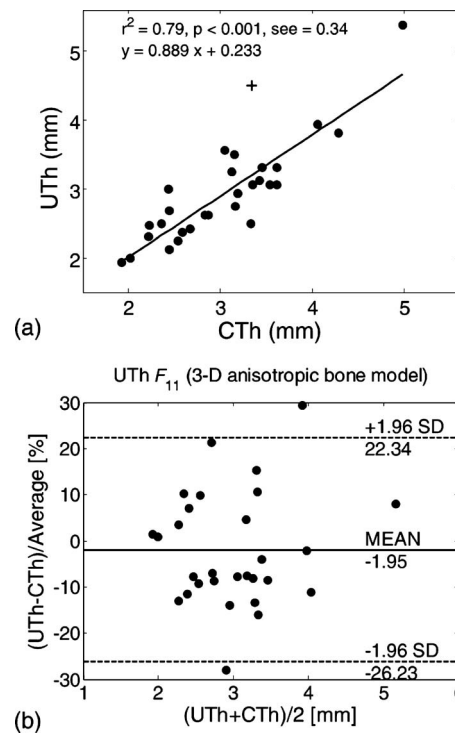 r2 = 0.79, p < 0.001, see = 0.34
y = 0.889 x + 0.233
UTh (mm)
5
4
3
2
2 3 4 5
CTh (mm)
(a)
UTh F11 (3-D anisotropic bone model)
(UTh-CTh)/Average [%]
30
20
10
0
-10
-20
-30
+1.96 SD
22.34
MEAN
-1.95
-1.96 SD
-26.23
1 2 3 4 5 6
(UTh+CTh)/2 [mm]
(b)